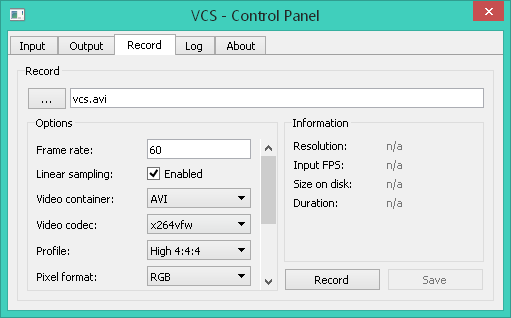 VCS - Control Panel
Input Output Record Log About
Record
... vcs.avi
Options
Frame rate: 60
Linear sampling: Enabled
Video container: AVI
Video codec: x264vfw
Profile: High 4:4:4
Pixel format: RGB
Information
Resolution: n/a
Input FPS: n/a
Size on disk: n/a
Duration: n/a
Record Save